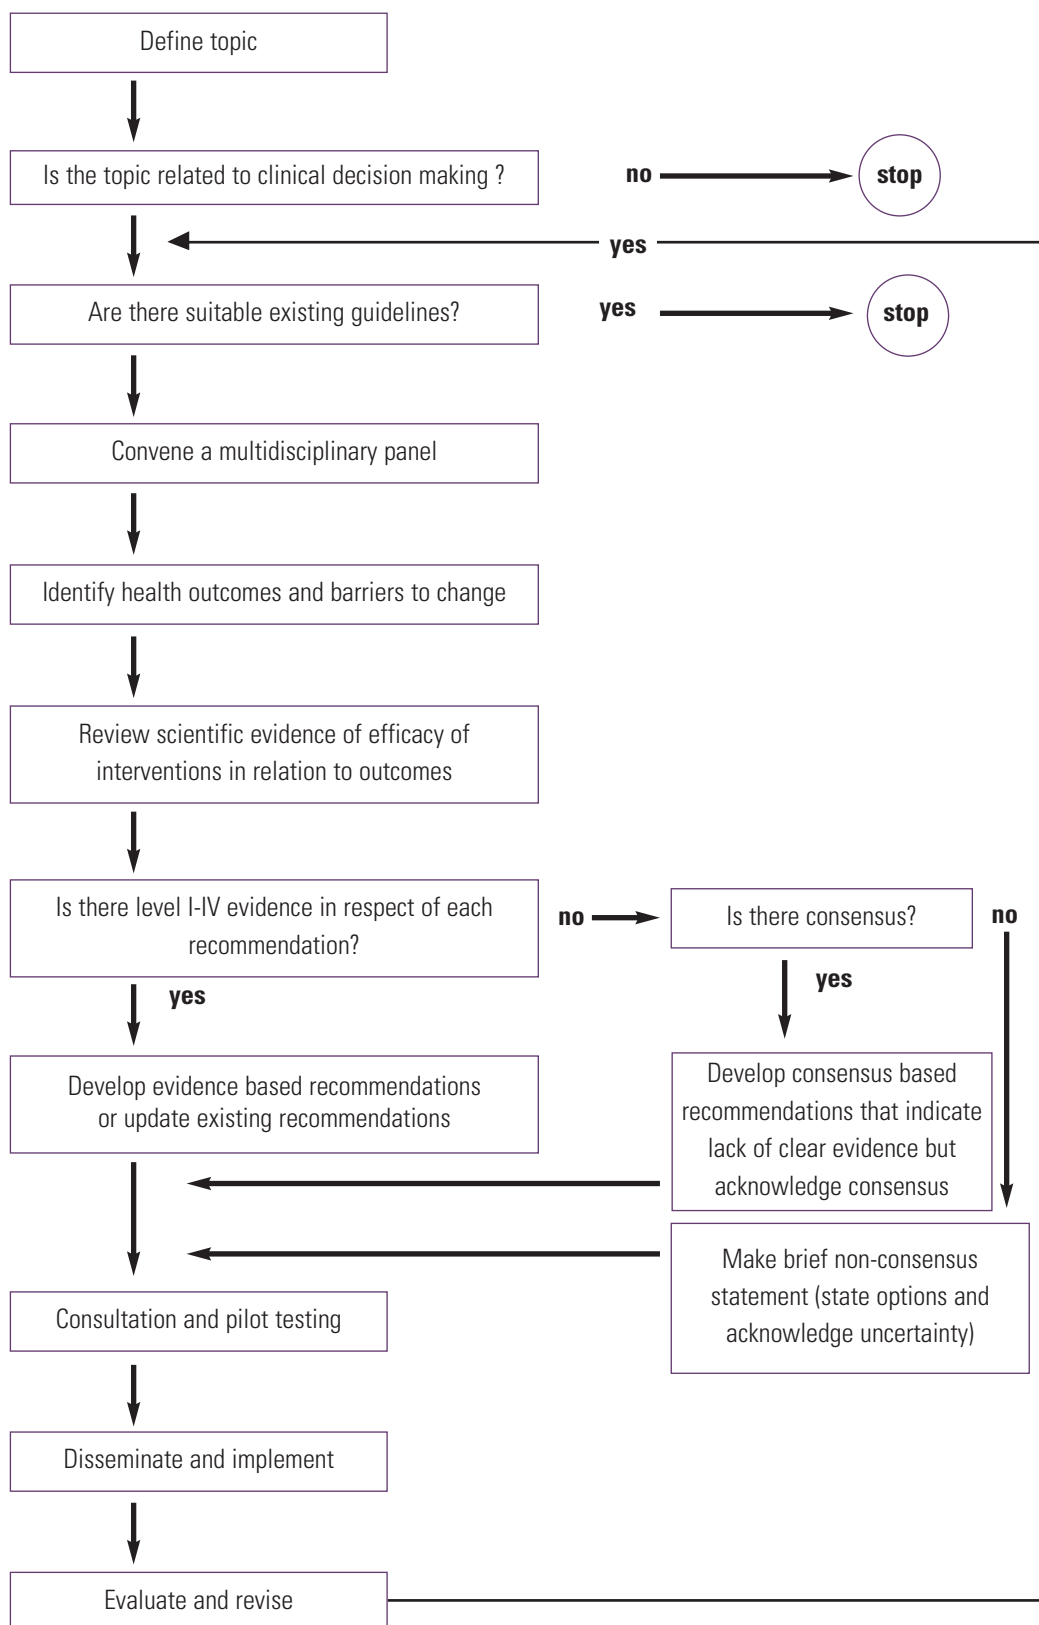 Define topic
Is the topic related to clinical decision making ?
no
stop
yes
Are there suitable existing guidelines?
yes
stop
Convene a multidisciplinary panel
Identify health outcomes and barriers to change
Review scientific evidence of efficacy of
interventions in relation to outcomes
Is there level I-IV evidence in respect of each
recommendation?
no
Is there consensus?
no
yes
yes
Develop evidence based recommendations
or update existing recommendations
Develop consensus based
recommendations that indicate
lack of clear evidence but
acknowledge consensus
Make brief non-consensus
statement (state options and
acknowledge uncertainty)
Consultation and pilot testing
Disseminate and implement
Evaluate and revise